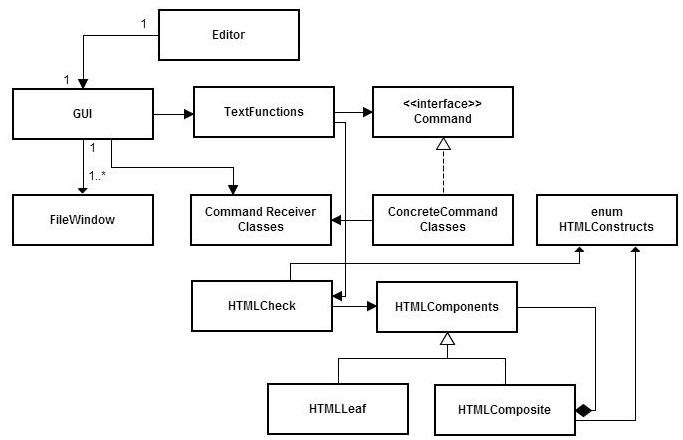 1
Editor
1
GUI
TextFunctions
<<interface>>
Command
1
1..*
FileWindow
Command Receiver
Classes
ConcreteCommand
Classes
enum
HTMLConstructs
HTMLCheck
HTMLComponents
HTMLLeaf
HTMLComposite